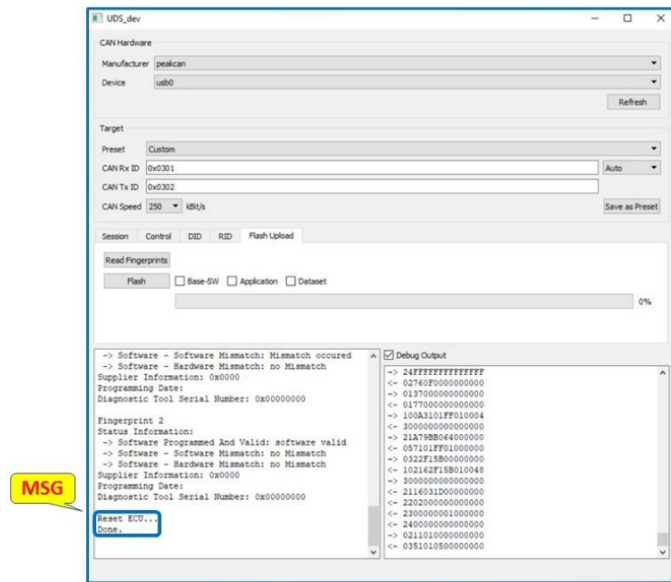 UDS_dev
CAN Hardware
Manufacturer peakcan
Device usb0
Refresh
Target
Preset Custom
CAN Rx ID 0x0301 Auto
CAN Tx ID 0x0302
CAN Speed 250 kBit/s Save as Preset
Session Control DID RID Flash Upload
Read Fingerprints
Flash Base-SW Application Dataset
0%
-> Software - Software Mismatch: Mismatch occured
-> Software - Hardware Mismatch: no Mismatch
Supplier Information: 0x0000
Programming Date:
Diagnostic Tool Serial Number: 0x00000000
Fingerprint 2
Status Information:
-> Software Programmed And Valid: software valid
-> Software - Software Mismatch: no Mismatch
-> Software - Hardware Mismatch: no Mismatch
Supplier Information: 0x0000
Programming Date:
Diagnostic Tool Serial Number: 0x00000000
MSG
Reset ECU...
Done.
Debug Output
-> 24FFFFFFFFFFFFFF
<- 02760F0000000000
-> 0137000000000000
<- 0177000000000000
-> 100A3101FF010004
<- 3000000000000000
-> 21A79BB064000000
<- 057101FF01000000
-> 0322F15B00000000
<- 102162F15B010048
-> 3000000000000000
<- 2116031D00000000
<- 2202000000000000
<- 2300000001000000
<- 2400000000000000
-> 0211010000000000
<- 0351010500000000